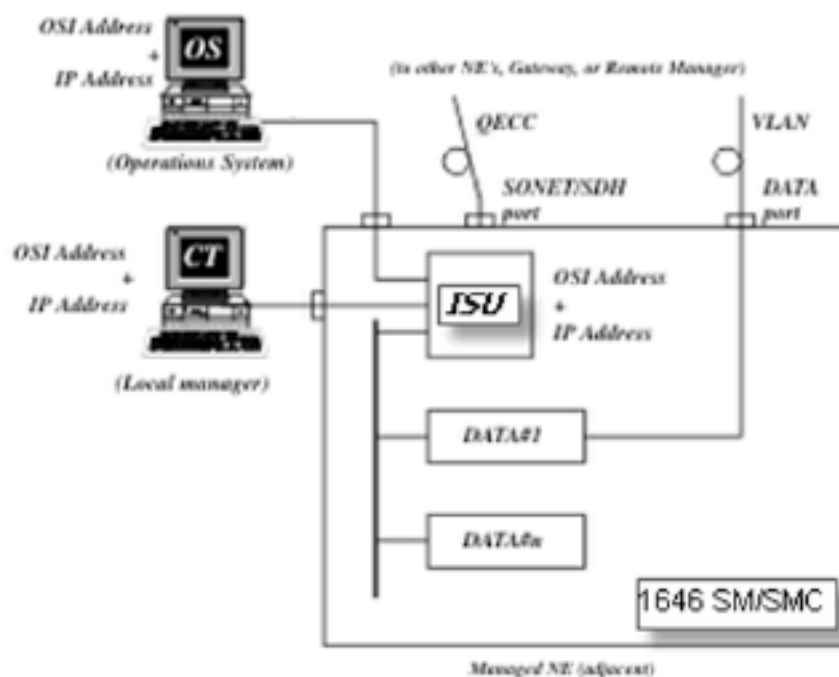 OSI Address
+
IP Address
OS
(Operations System)
(to other NE's, Gateway, or Remote Manager)
QECC
VLAN
SONET/SDH
port
DATA
port
OSI Address
+
IP Address
CT
(Local manager)
ISU
OSI Address
+
IP Address
DATA#1
DATA#n
1646 SM/SMC
Managed NE (adjacent)